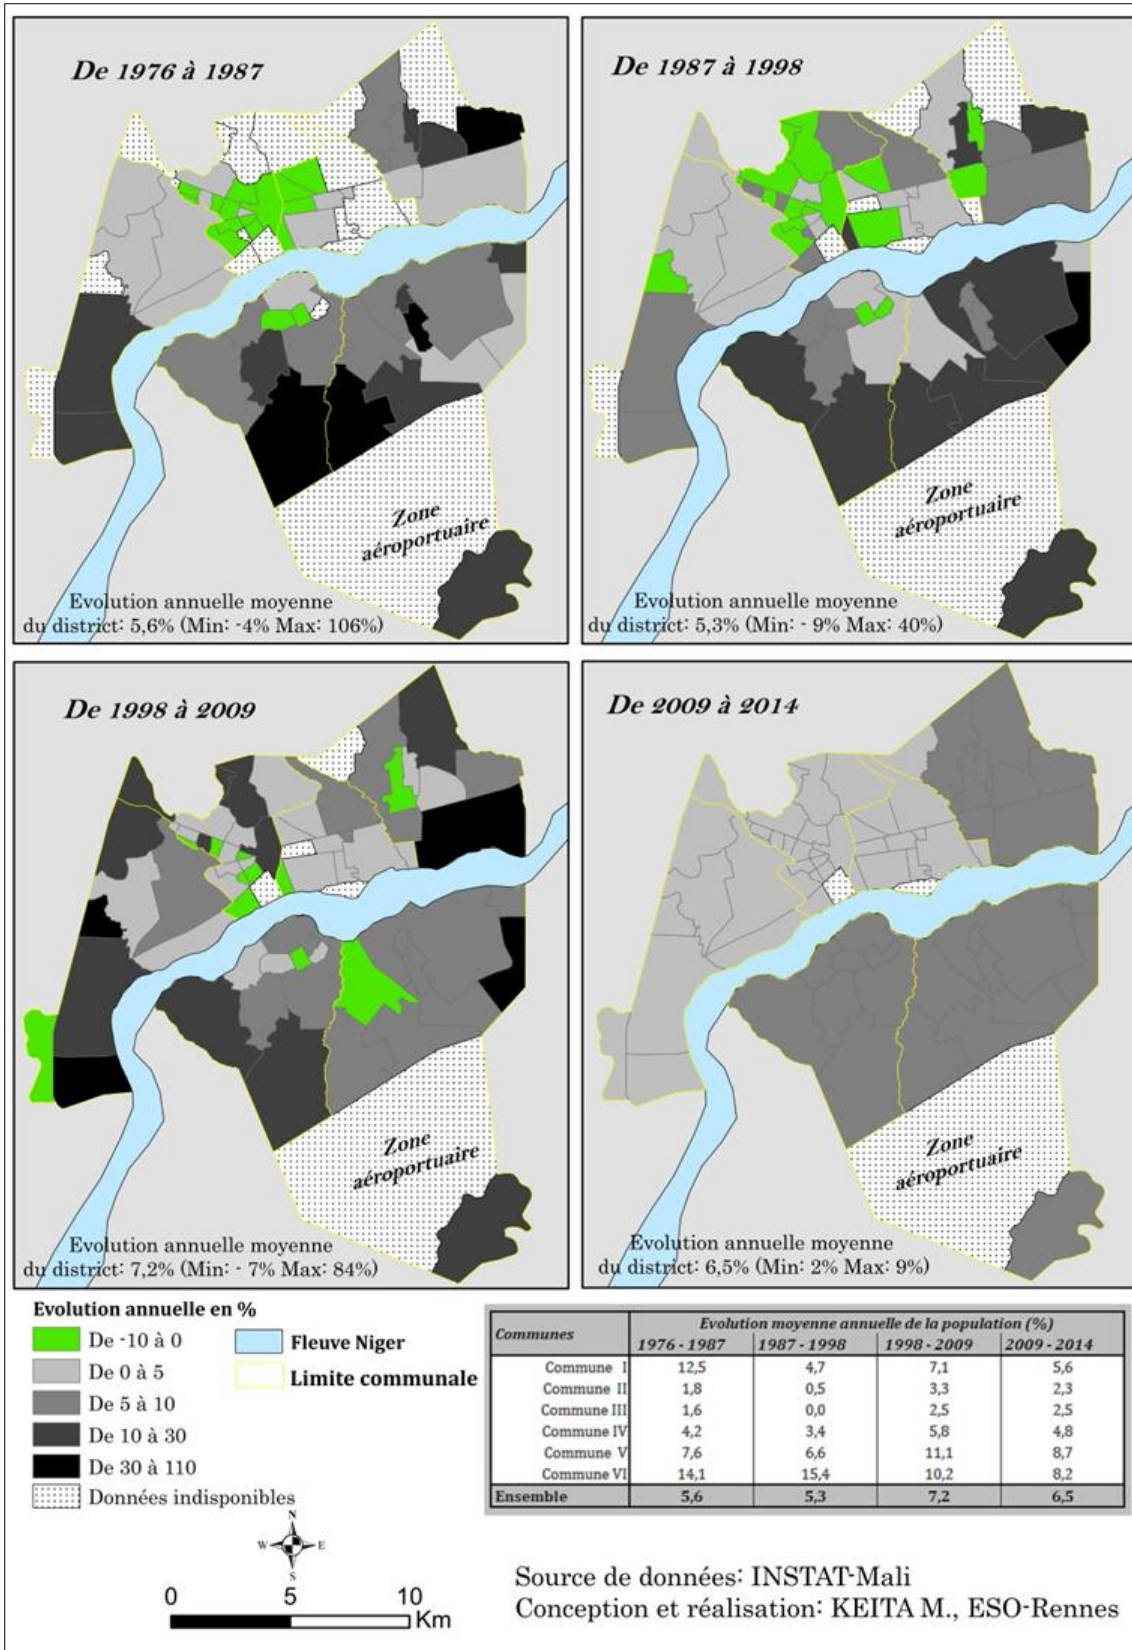 De 1976 à 1987
Zone
aéroportuaire
Evolution annuelle moyenne
du district: 5,6% (Min: -4% Max: 106%)
De 1987 à 1998
Zone
aéroportuaire
Evolution annuelle moyenne
du district: 5,3% (Min: - 9% Max: 40%)
De 1998 à 2009
Zone
aéroportuaire
Evolution annuelle moyenne
du district: 7,2% (Min: - 7% Max: 84%)
De 2009 à 2014
Zone
aéroportuaire
Evolution annuelle moyenne
du district: 6,5% (Min: 2% Max: 9%)
Evolution annuelle en %
De -10 à 0
De 0 à 5
De 5 à 10
De 10 à 30
De 30 à 110
Données indisponibles
Fleuve Niger
Limite communale
Communes Evolution moyenne annuelle de la population (%)
1976 - 1987 1987 - 1998 1998 - 2009 2009 - 2014
Commune I 12,5 4,7 7,1 5,6
Commune II 1,8 0,5 3,3 2,3
Commune III 1,6 0,0 2,5 2,5
Commune IV 4,2 3,4 5,8 4,8
Commune V 7,6 6,6 11,1 8,7
Commune VI 14,1 15,4 10,2 8,2
Ensemble 5,6 5,3 7,2 6,5
N
W E
S
0 5 10
Km
Source de données: INSTAT-Mali
Conception et réalisation: KEITA M., ESO-Rennes